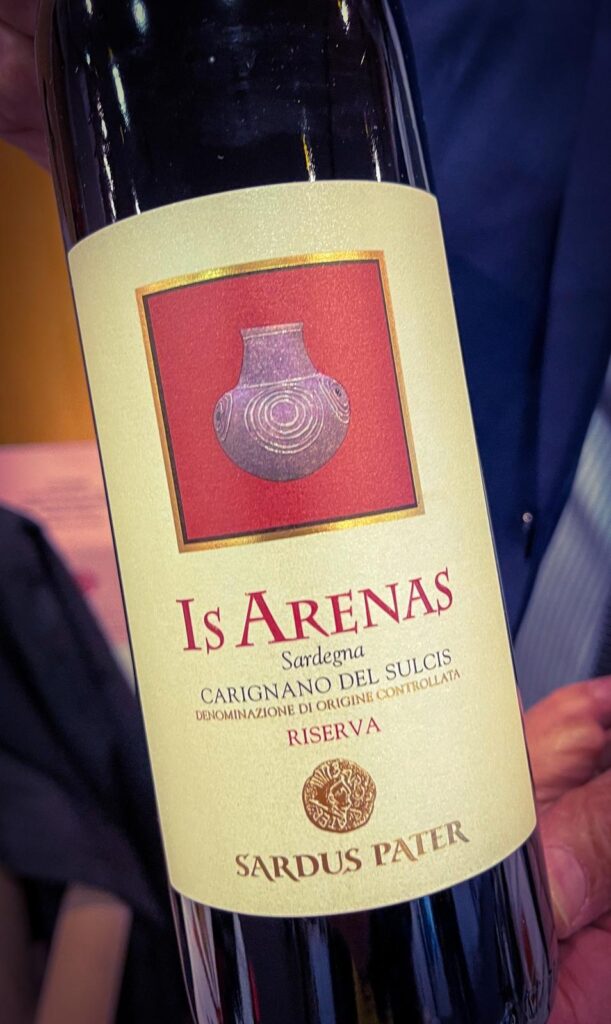 Is Arenas
Sardegna
CARIGNANO DEL SULCIS
DENOMINAZIONE DI ORIGINE CONTROLLATA
RISERVA
SARDUS PATER